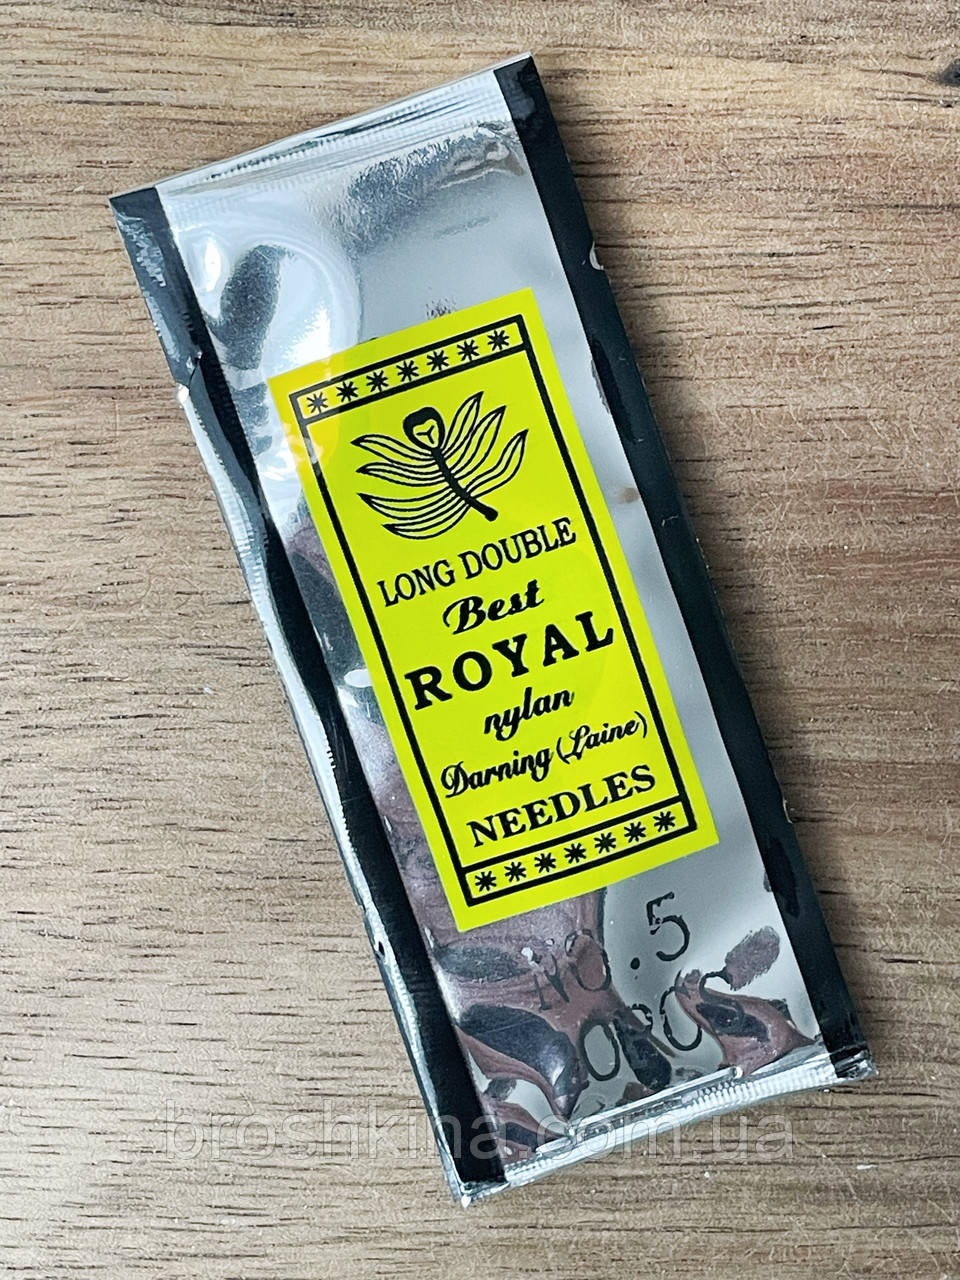 LONG DOUBLE
Best
ROYAL
nylan
Darning (Laine)
NEEDLES
NO.5
broshkina.com.ua